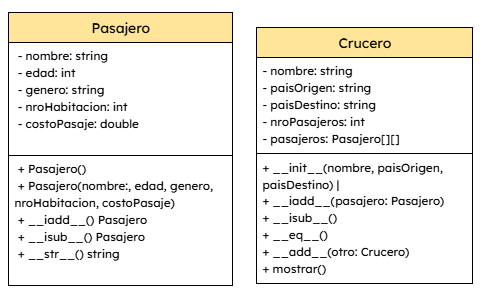 Pasajero
- nombre: string
- edad: int
- genero: string
- nroHabitacion: int
- costoPasaje: double
+ Pasajero()
+ Pasajero(nombre:, edad, genero,
nroHabitacion, costoPasaje)
+ __iadd__() Pasajero
+ __isub__() Pasajero
+ __str__() string
Crucero
- nombre: string
- paisOrigen: string
- paisDestino: string
- nroPasajeros: int
- pasajeros: Pasajero[][]
+ __init__(nombre, paisOrigen,
paisDestino) |
+ __iadd__(pasajero: Pasajero)
+ __isub__()
+ __eq__()
+ __add__(otro: Crucero)
+ mostrar()